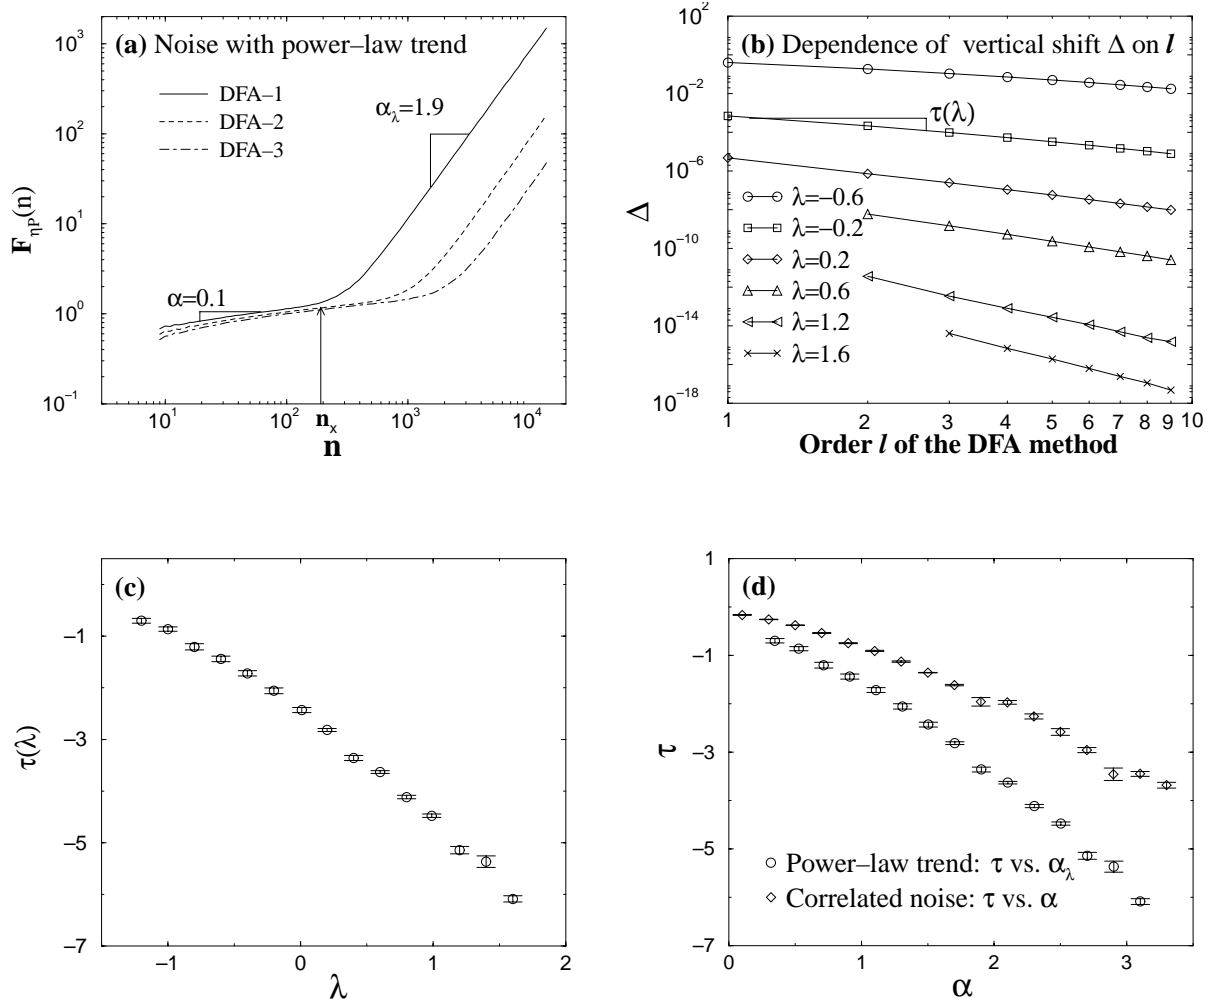 (a) Noise with power–law trend
DFA–1
DFA–2
DFA–3
α_λ=1.9
α=0.1
F_ηP(n)
10^3
10^2
10^1
10^0
10^-1
10^1
10^2
n_x
10^3
10^4
n
(b) Dependence of vertical shift Δ on l
τ(λ)
λ=−0.6
λ=−0.2
λ=0.2
λ=0.6
λ=1.2
λ=1.6
Δ
10^2
10^-2
10^-6
10^-10
10^-14
10^-18
1 2 3 4 5 6 7 8 9 10
Order l of the DFA method
(c)
τ(λ)
−1
−3
−5
−7
−1 0 1 2
λ
(d)
τ
1
−1
−3
−5
−7
Power–law trend: τ vs. α_λ
Correlated noise: τ vs. α
0 1 2 3
α